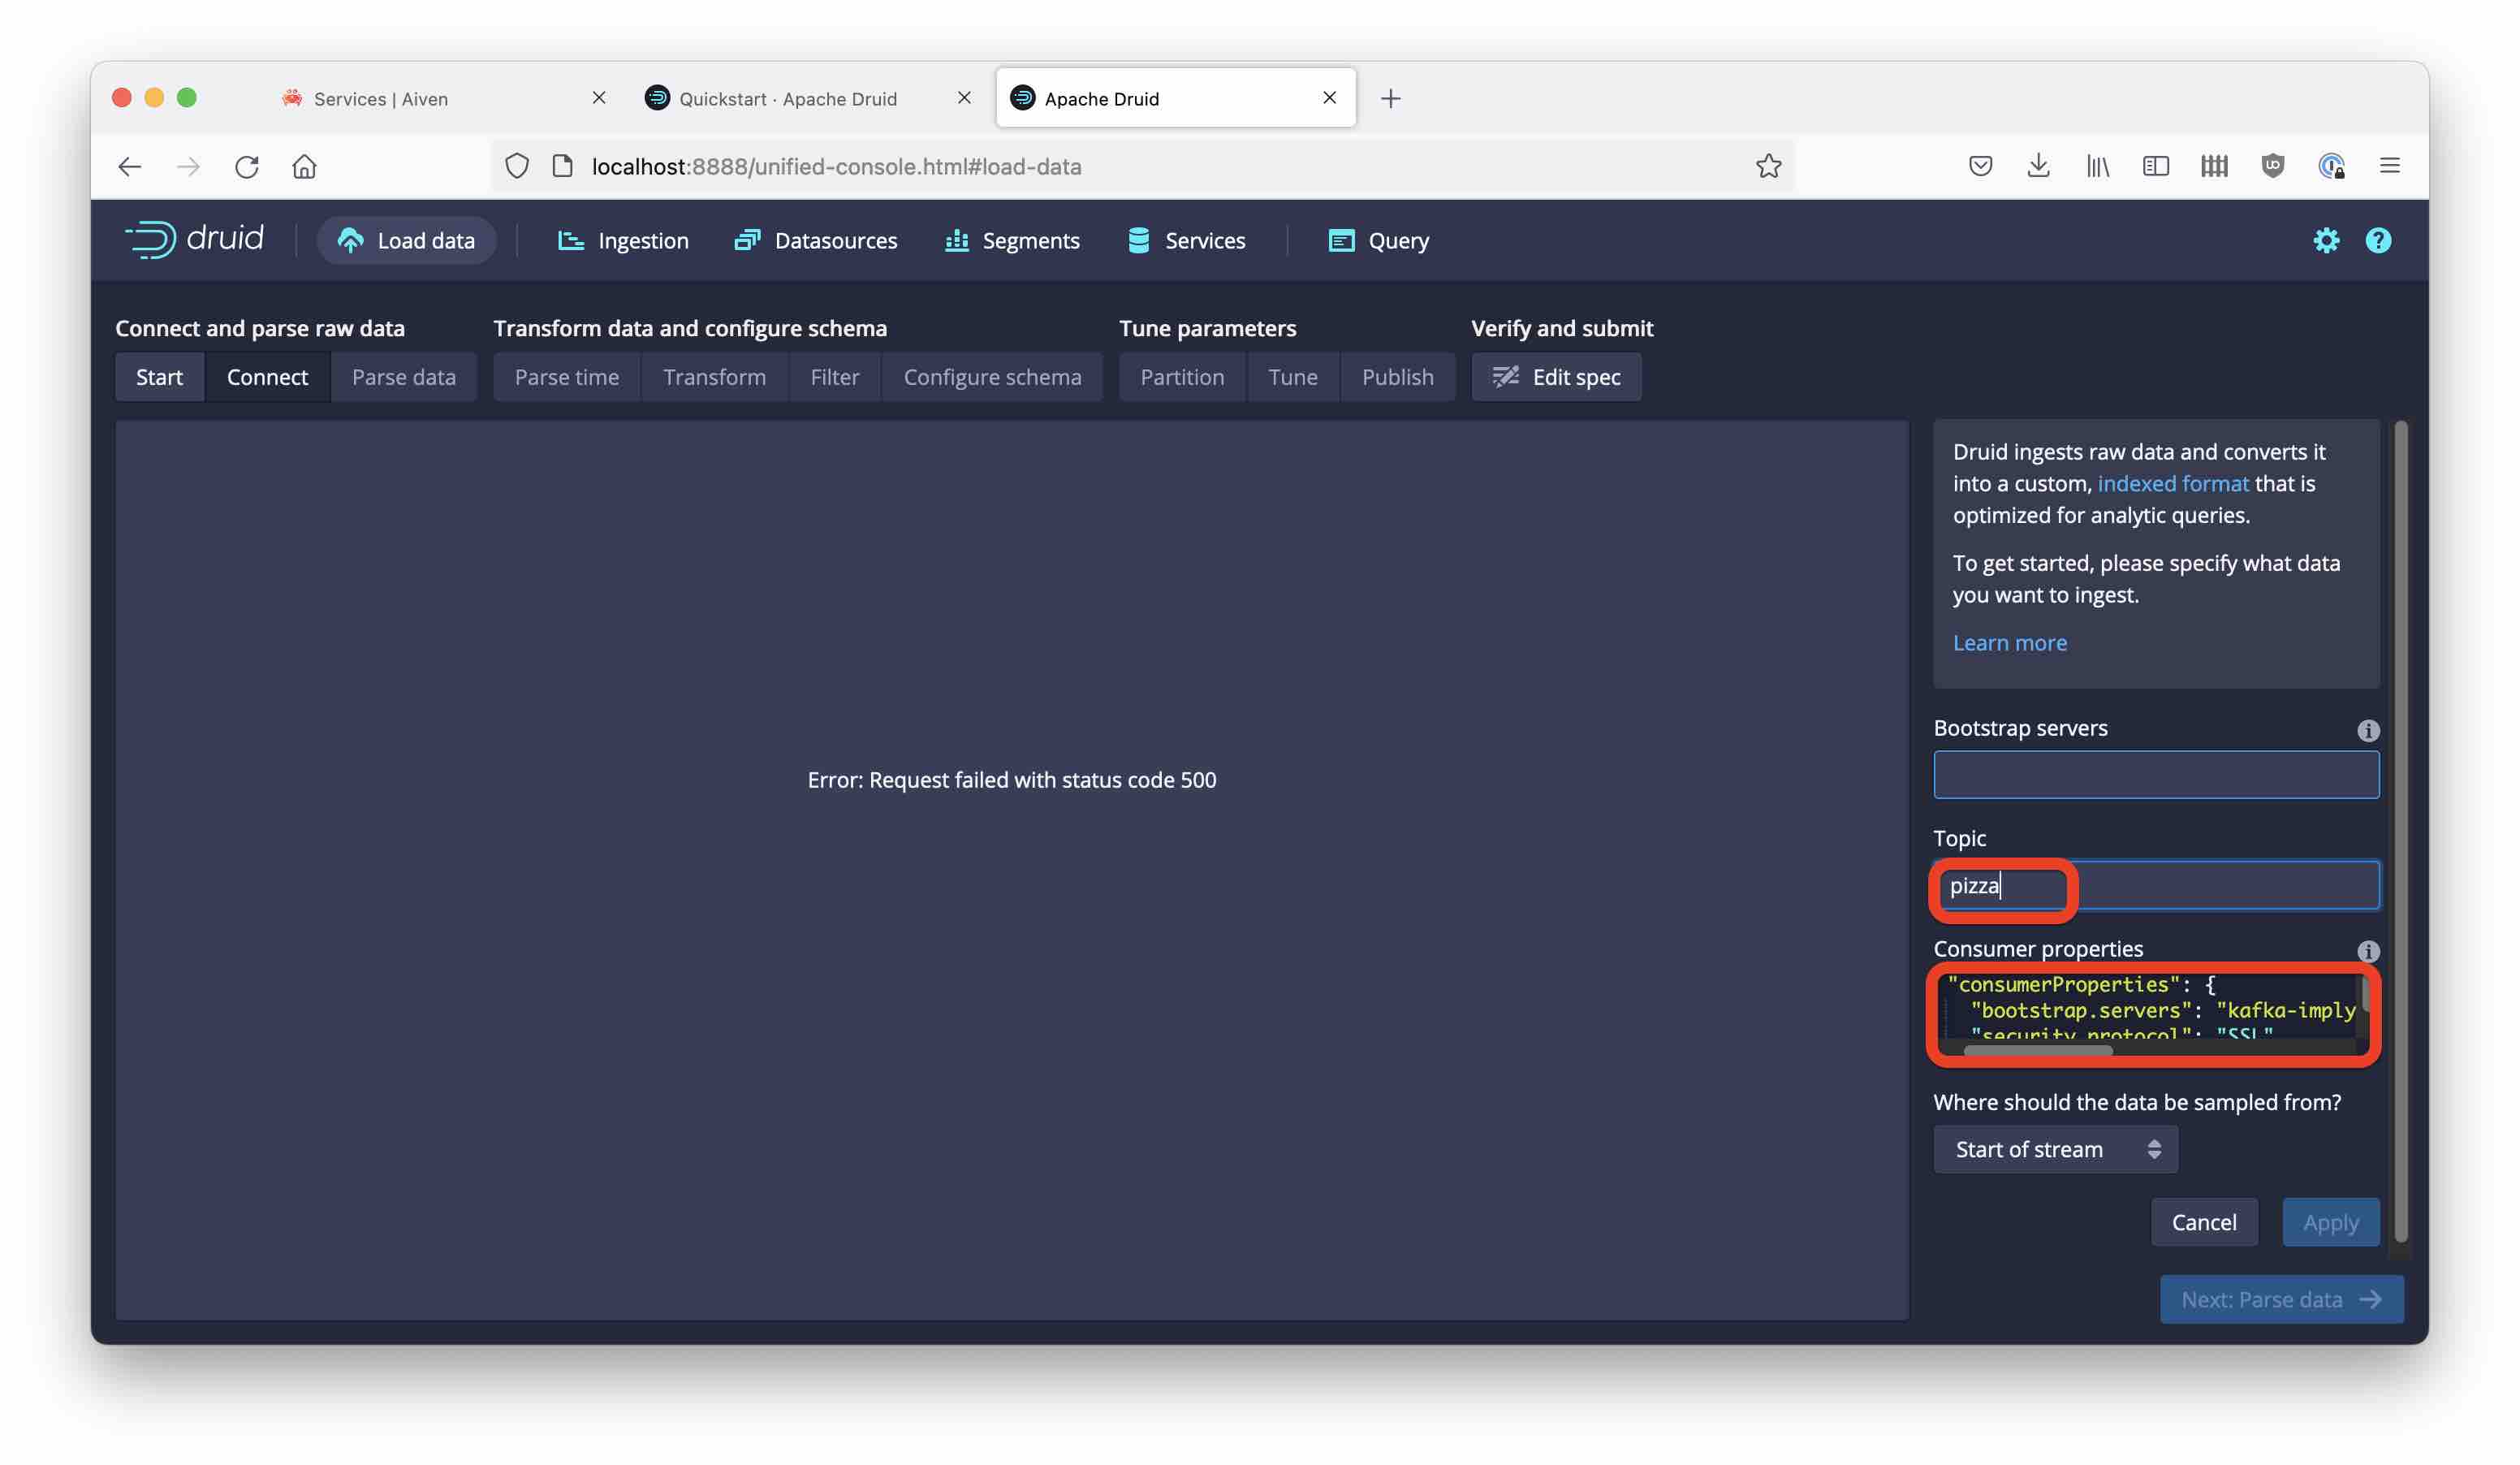 Services | Aiven
Quickstart · Apache Druid
Apache Druid
localhost:8888/unified-console.html#load-data
druid
Load data
Ingestion
Datasources
Segments
Services
Query
Connect and parse raw data
Transform data and configure schema
Tune parameters
Verify and submit
Start
Connect
Parse data
Parse time
Transform
Filter
Configure schema
Partition
Tune
Publish
Edit spec
Error: Request failed with status code 500
Druid ingests raw data and converts it
into a custom, indexed format that is
optimized for analytic queries.
To get started, please specify what data
you want to ingest.
Learn more
Bootstrap servers
Topic
pizza
Consumer properties
"consumerProperties": {
"bootstrap.servers": "kafka-imply
"security.protocol": "SSL"
Where should the data be sampled from?
Start of stream
Cancel
Apply
Next: Parse data